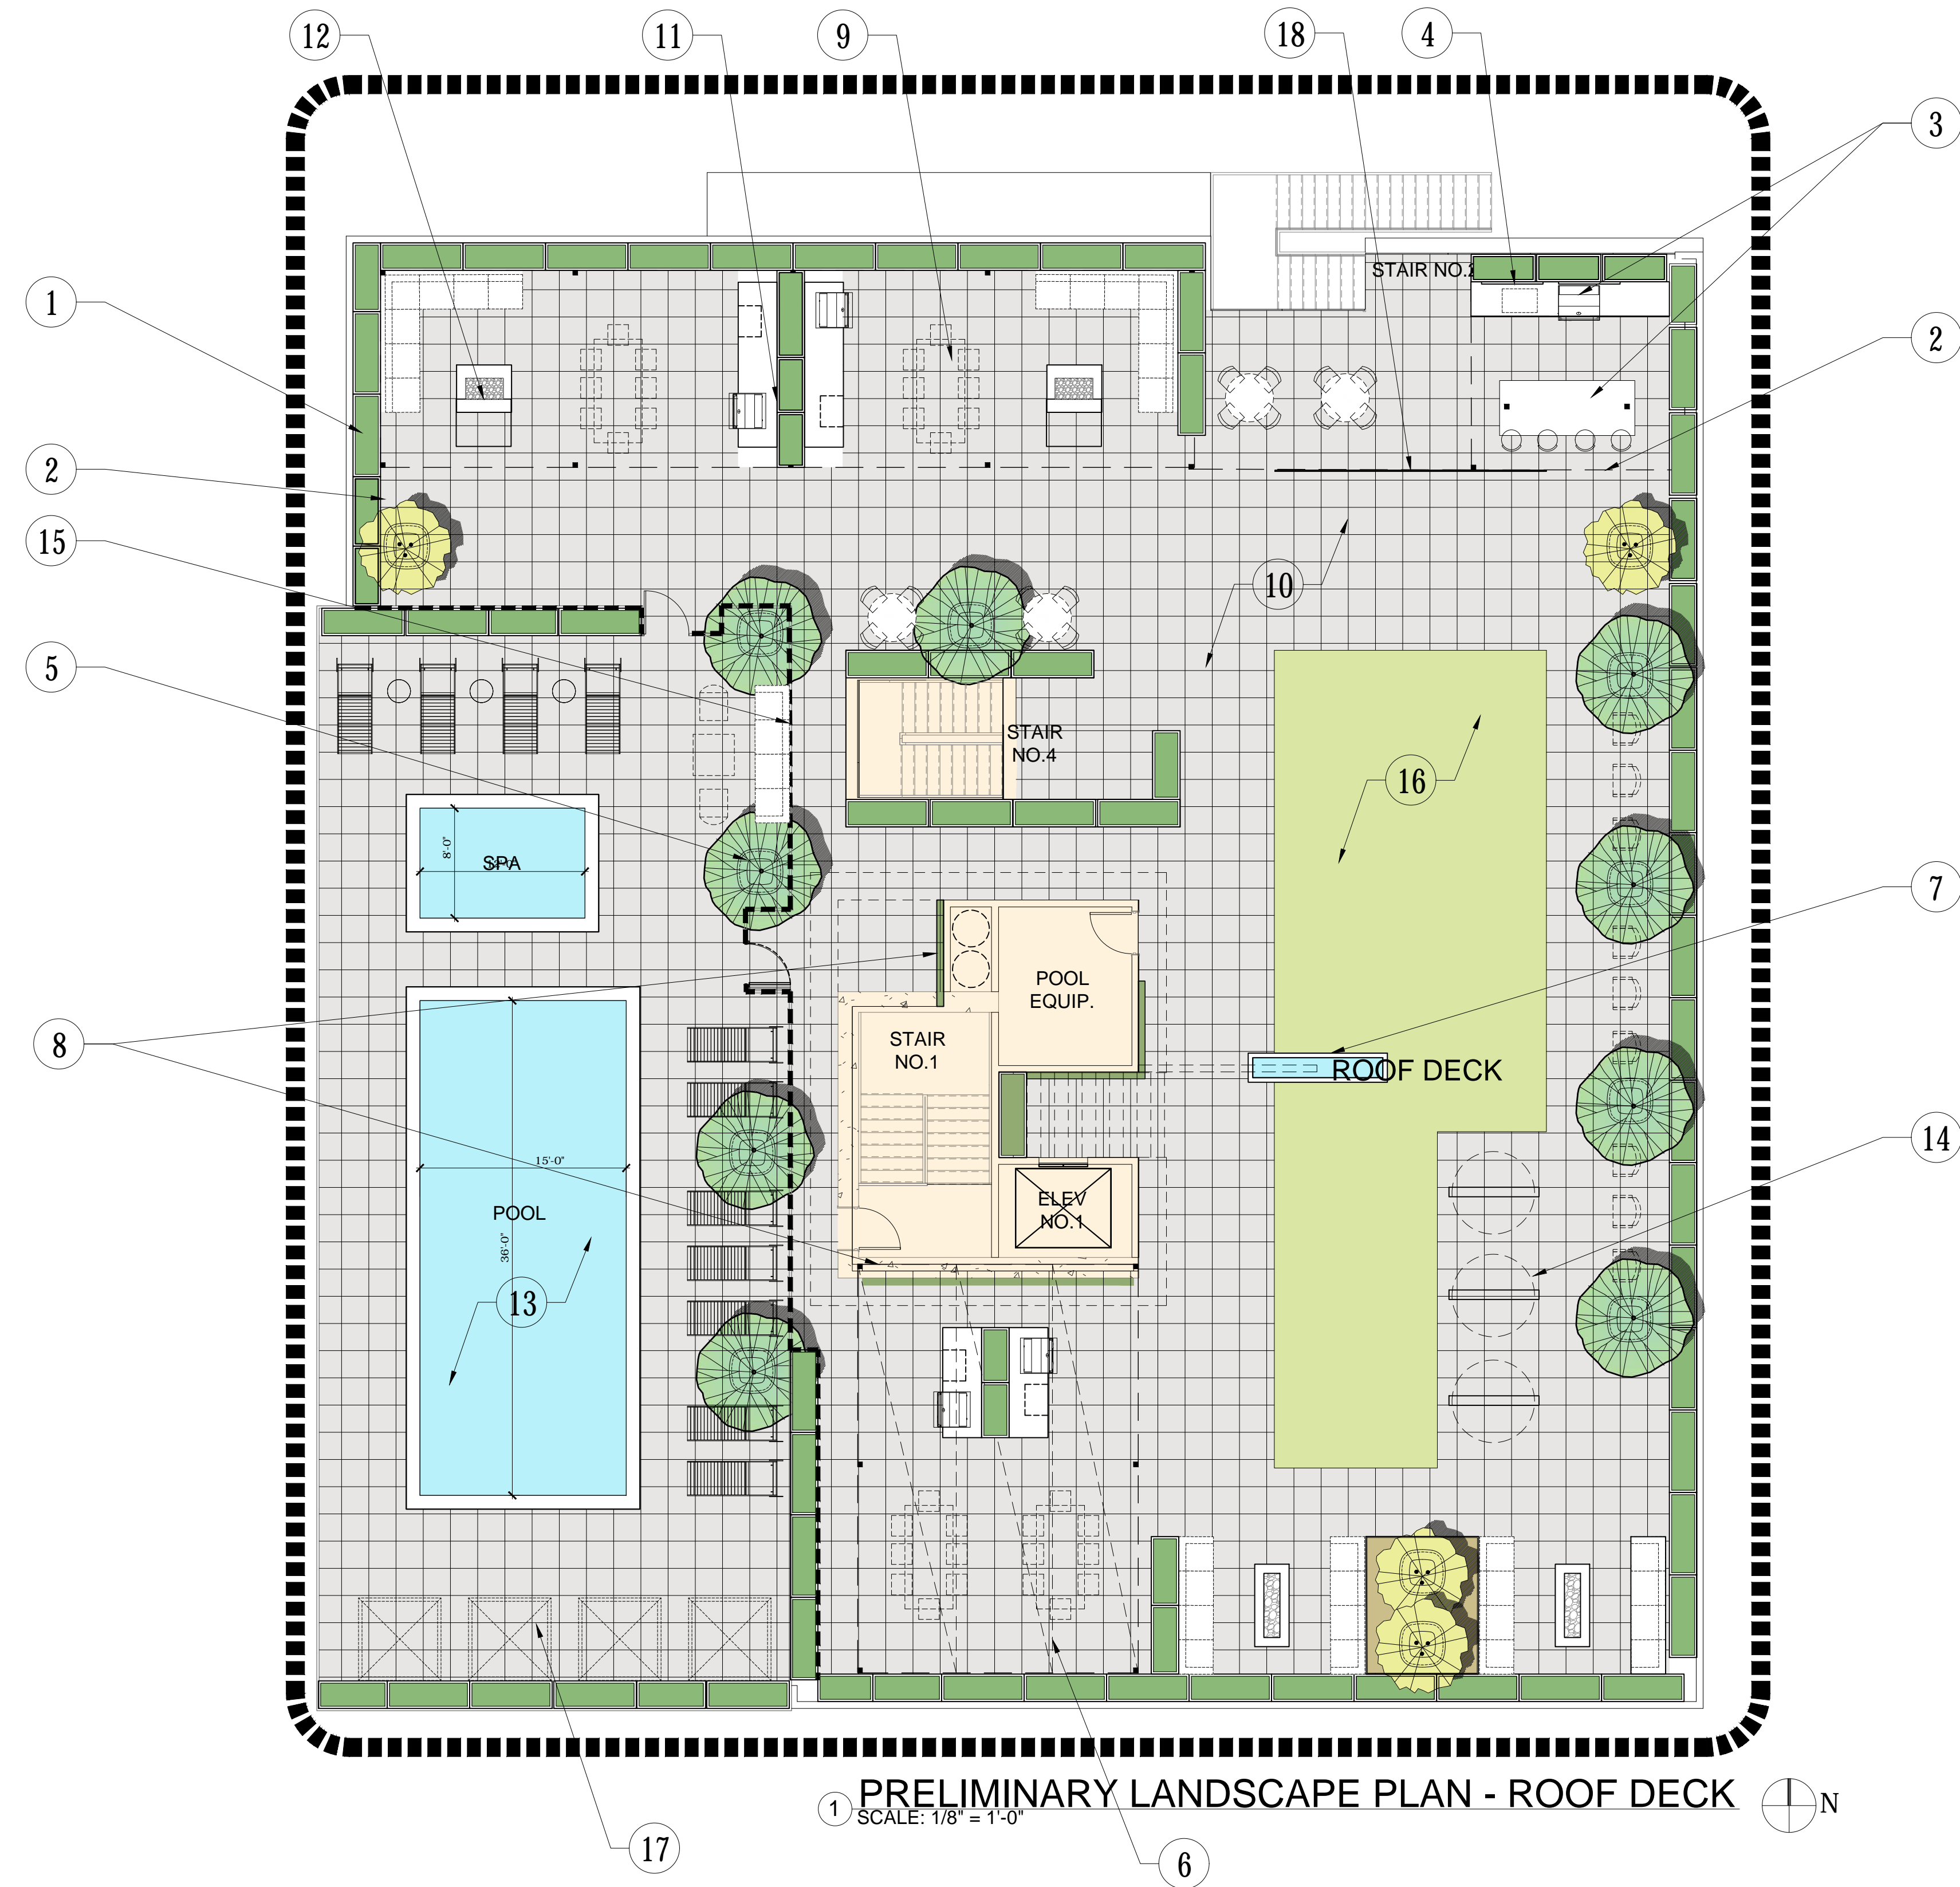 12
11
9
18
4
3
1
2
2
15
5
8
10
16
7
14
13
17
6
STAIR NO.2
STAIR
NO.4
8'-0"
SPA
POOL
EQUIP.
STAIR
NO.1
ROOF DECK
15'-0"
POOL
36'-0"
ELEV
NO.1
1
PRELIMINARY LANDSCAPE PLAN - ROOF DECK
SCALE: 1/8" = 1'-0"
N